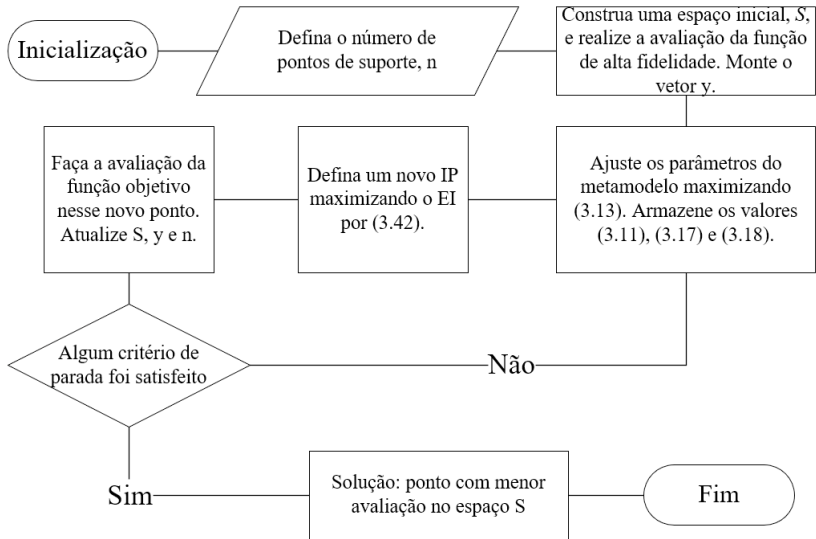 Inicialização
Defina o número de
pontos de suporte, n
Construa uma espaço inicial, S,
e realize a avaliação da função
de alta fidelidade. Monte o
vetor y.
Ajuste os parâmetros do
metamodelo maximizando
(3.13). Armazene os valores
(3.11), (3.17) e (3.18).
Defina um novo IP
maximizando o EI
por (3.42).
Faça a avaliação da
função objetivo
nesse novo ponto.
Atualize S, y e n.
Algum critério de
parada foi satisfeito
Não
Sim
Solução: ponto com menor
avaliação no espaço S
Fim